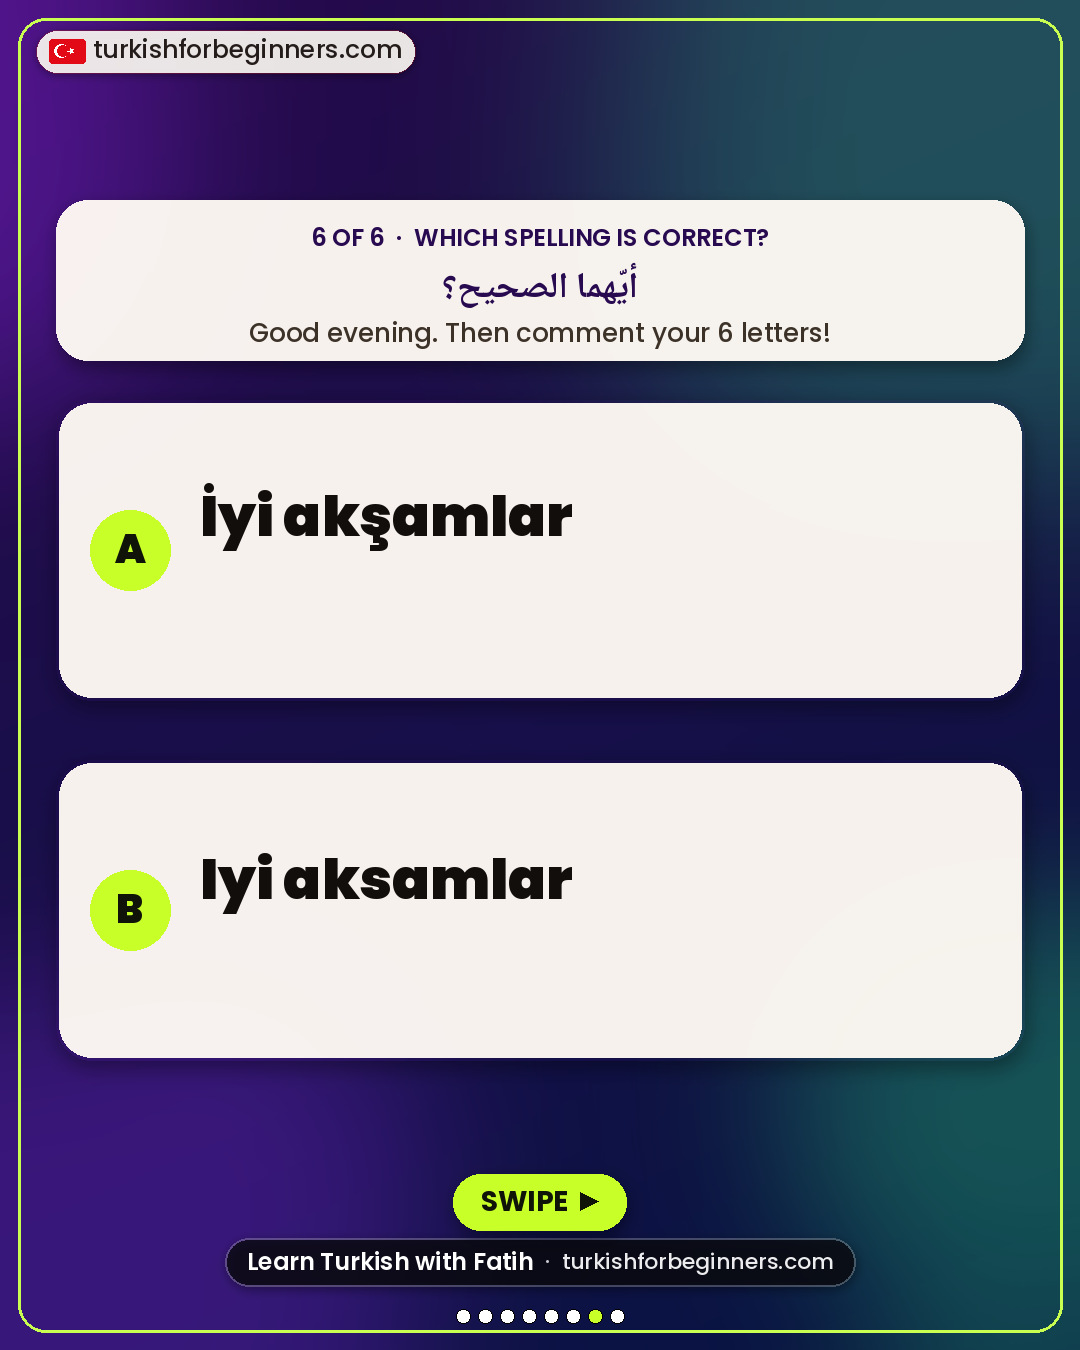 turkishforbeginners.com
6 OF 6 · WHICH SPELLING IS CORRECT?
أيّهما الصحيح؟
Good evening. Then comment your 6 letters!
A
İyi akşamlar
B
Iyi aksamlar
SWIPE ▶
Learn Turkish with Fatih · turkishforbeginners.com